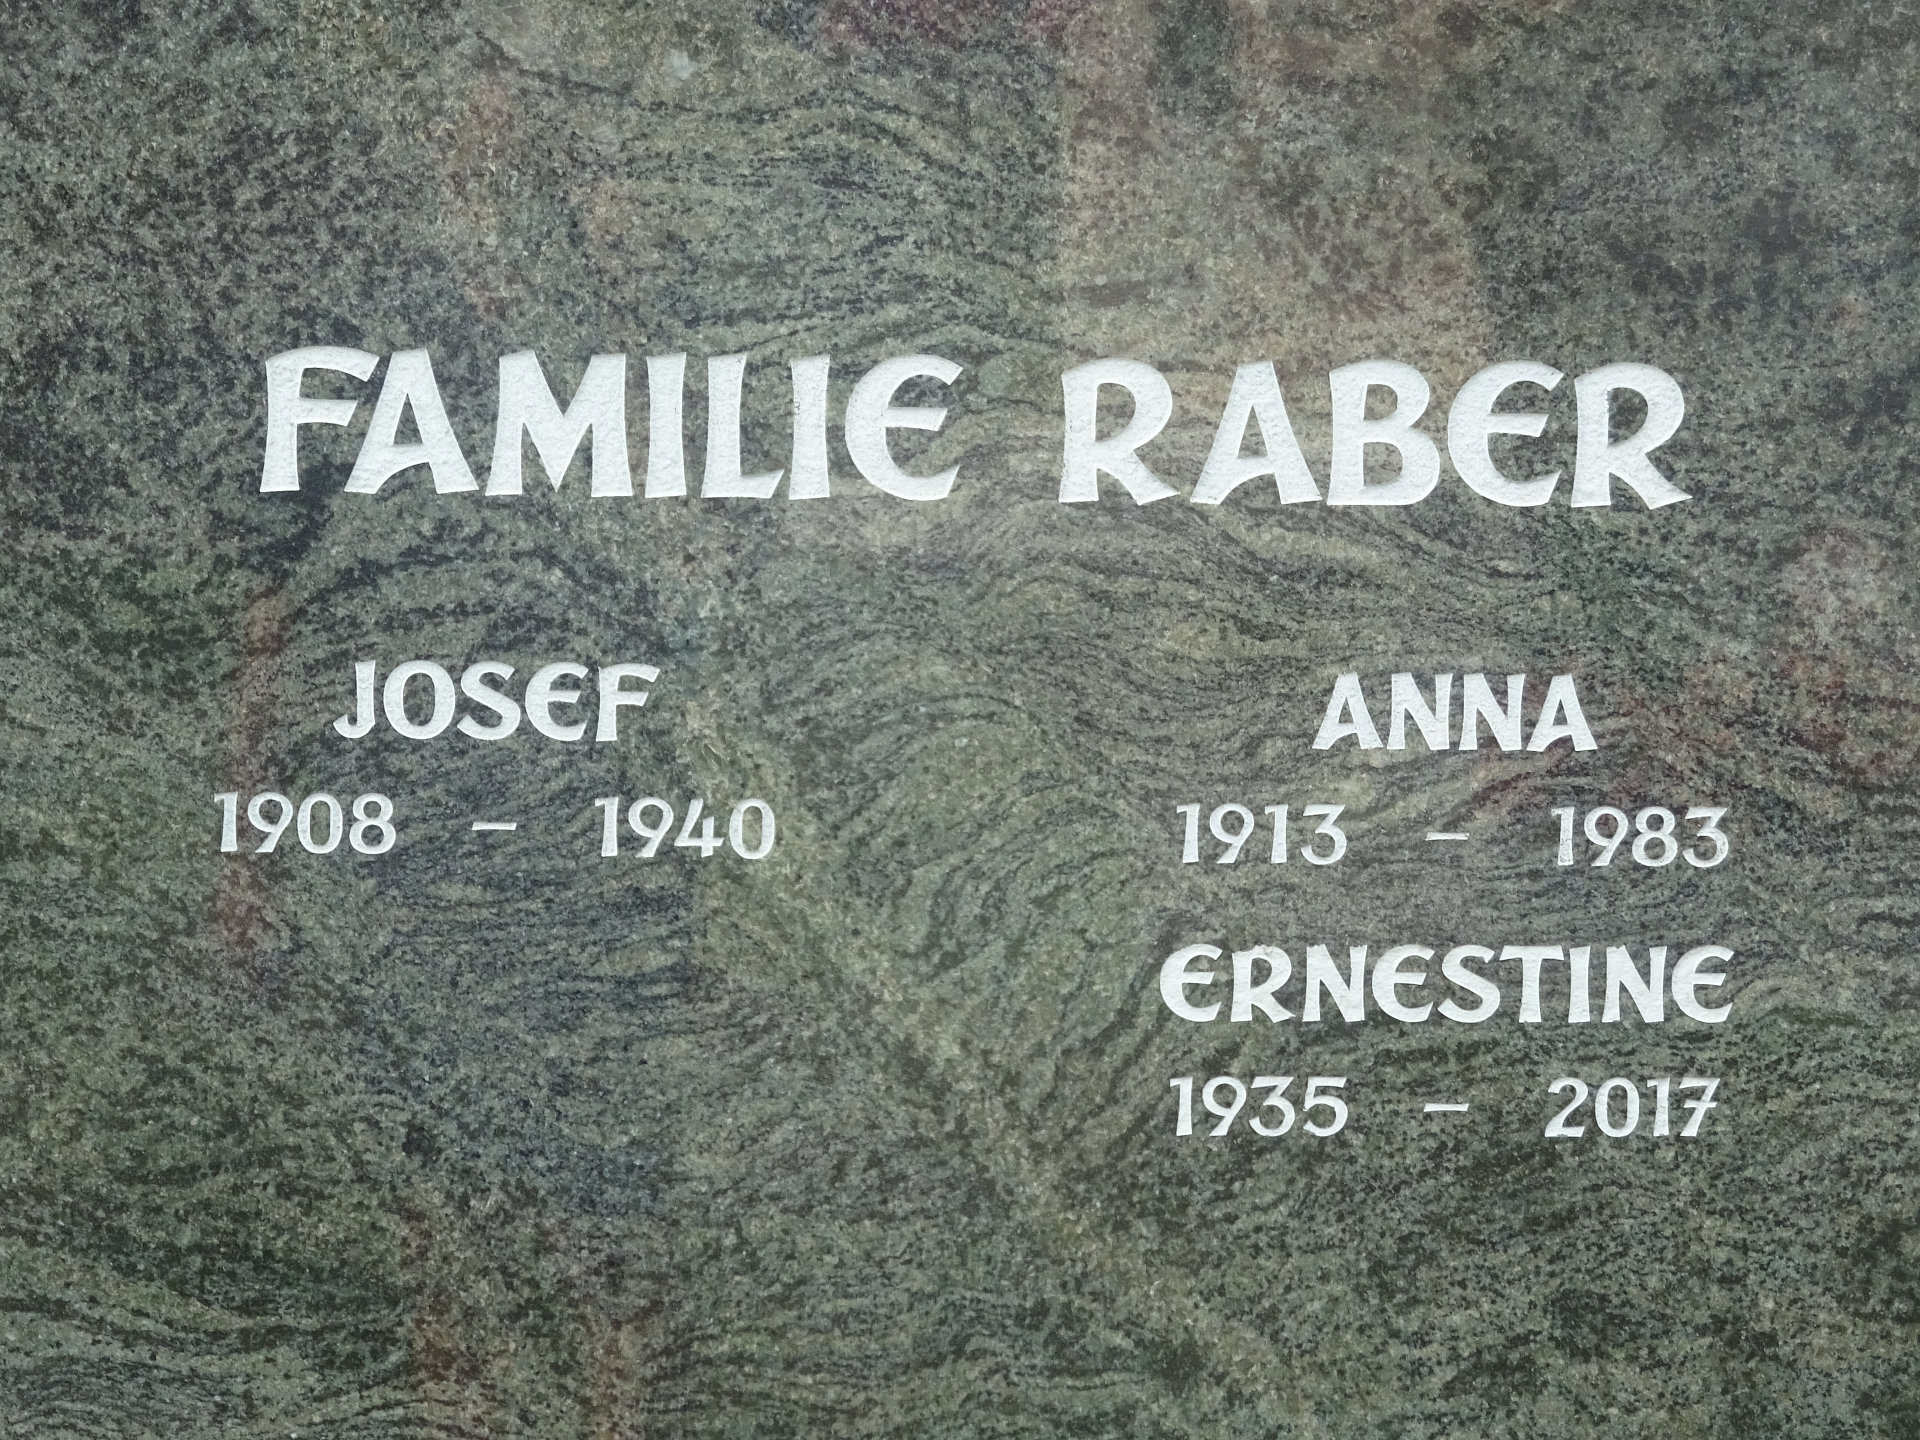 FAMILIE RABER
JOSEF
1908 – 1940
ANNA
1913 – 1983
ERNESTINE
1935 – 2017